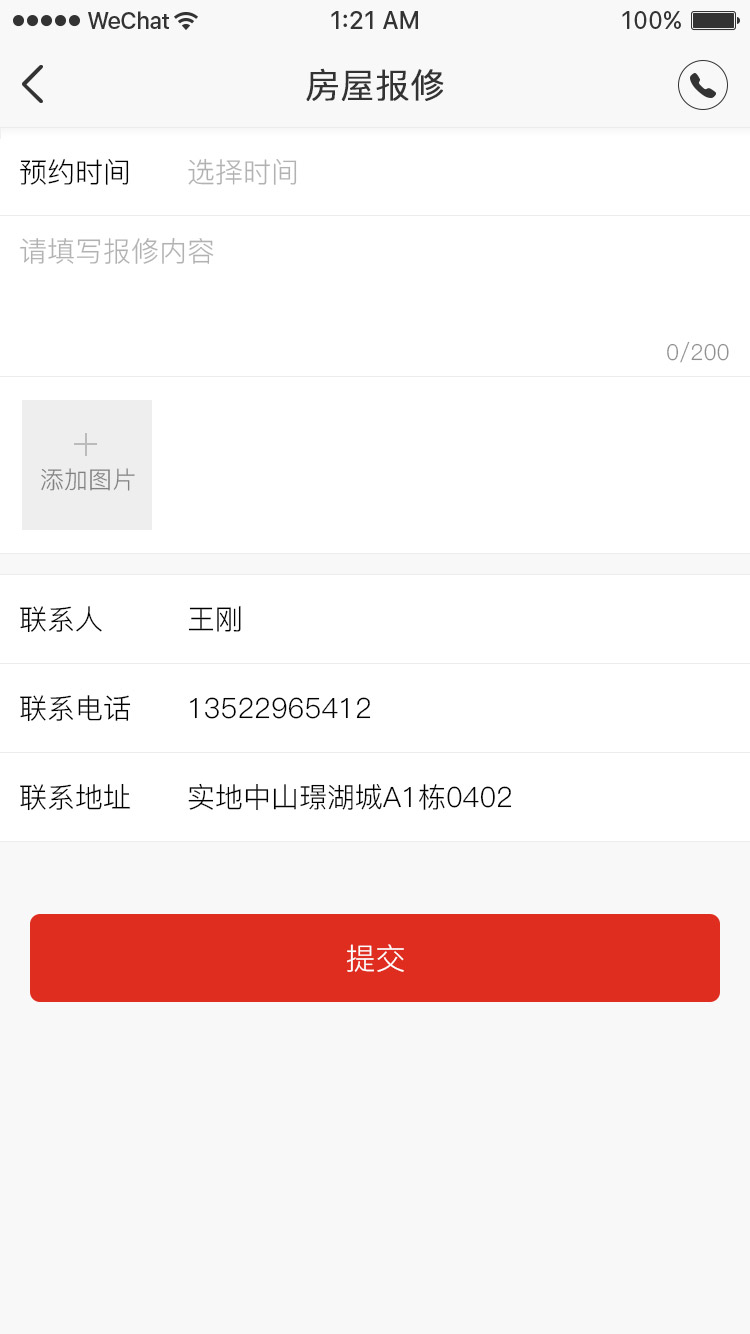 WeChat 1:21 AM 100%
房屋报修
预约时间 选择时间
请填写报修内容
0/200
添加图片
联系人 王刚
联系电话 13522965412
联系地址 实地中山璟湖城A1栋0402
提交